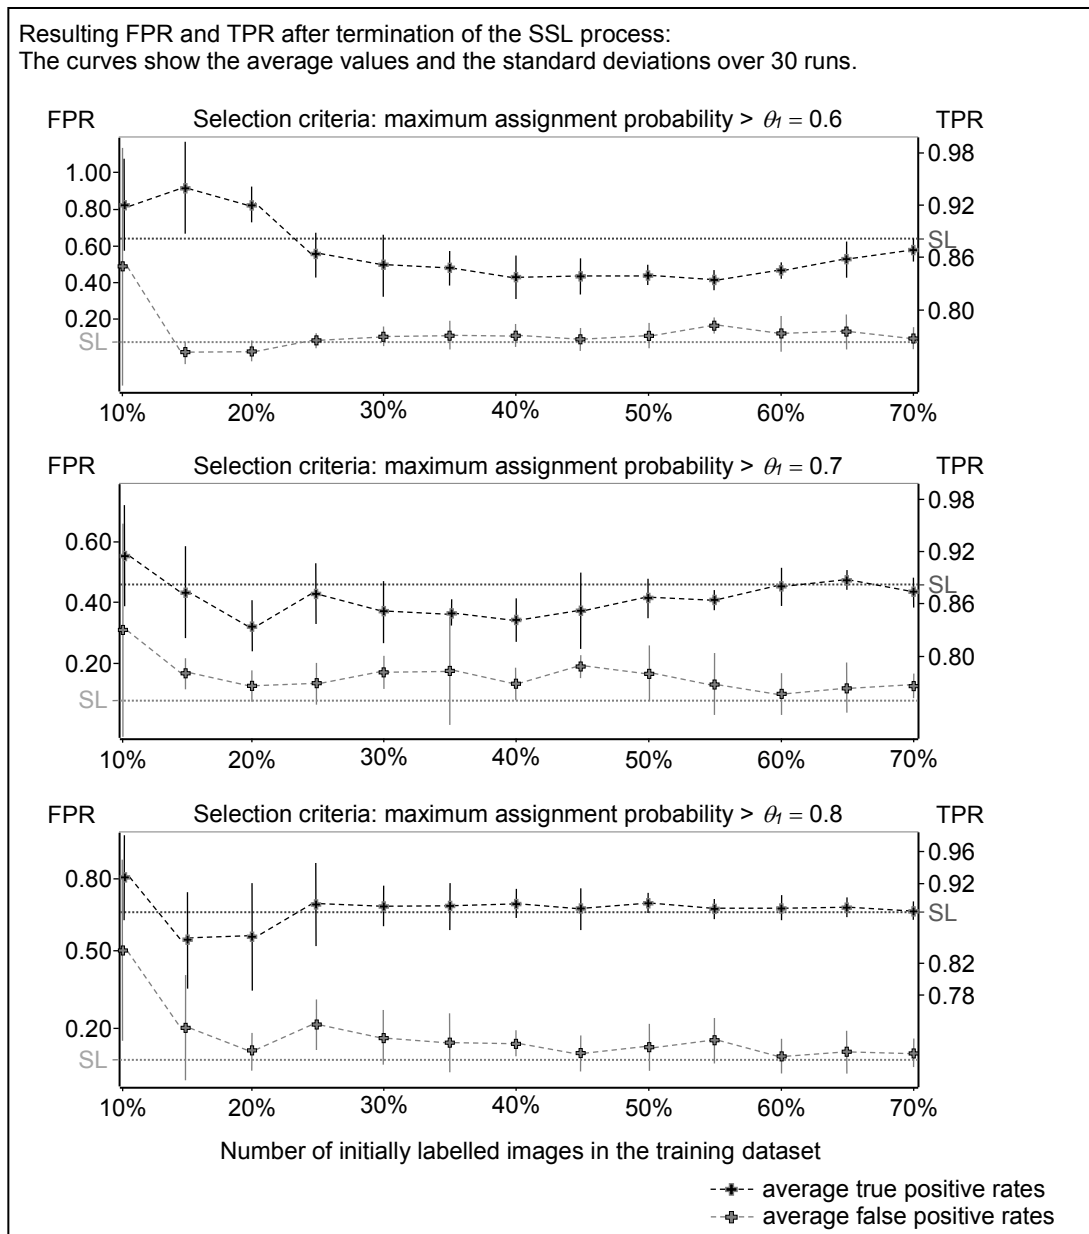 Resulting FPR and TPR after termination of the SSL process:
The curves show the average values and the standard deviations over 30 runs.
FPR Selection criteria: maximum assignment probability > θ1 = 0.6 TPR
1.00
0.80
0.60
0.40
0.20
SL
0.98
0.92
SL
0.86
0.80
10% 20% 30% 40% 50% 60% 70%
FPR Selection criteria: maximum assignment probability > θ1 = 0.7 TPR
0.60
0.40
0.20
SL
0.98
0.92
SL
0.86
0.80
10% 20% 30% 40% 50% 60% 70%
FPR Selection criteria: maximum assignment probability > θ1 = 0.8 TPR
0.80
0.50
0.20
SL
0.96
0.92
SL
0.82
0.78
10% 20% 30% 40% 50% 60% 70%
Number of initially labelled images in the training dataset
average true positive rates
average false positive rates